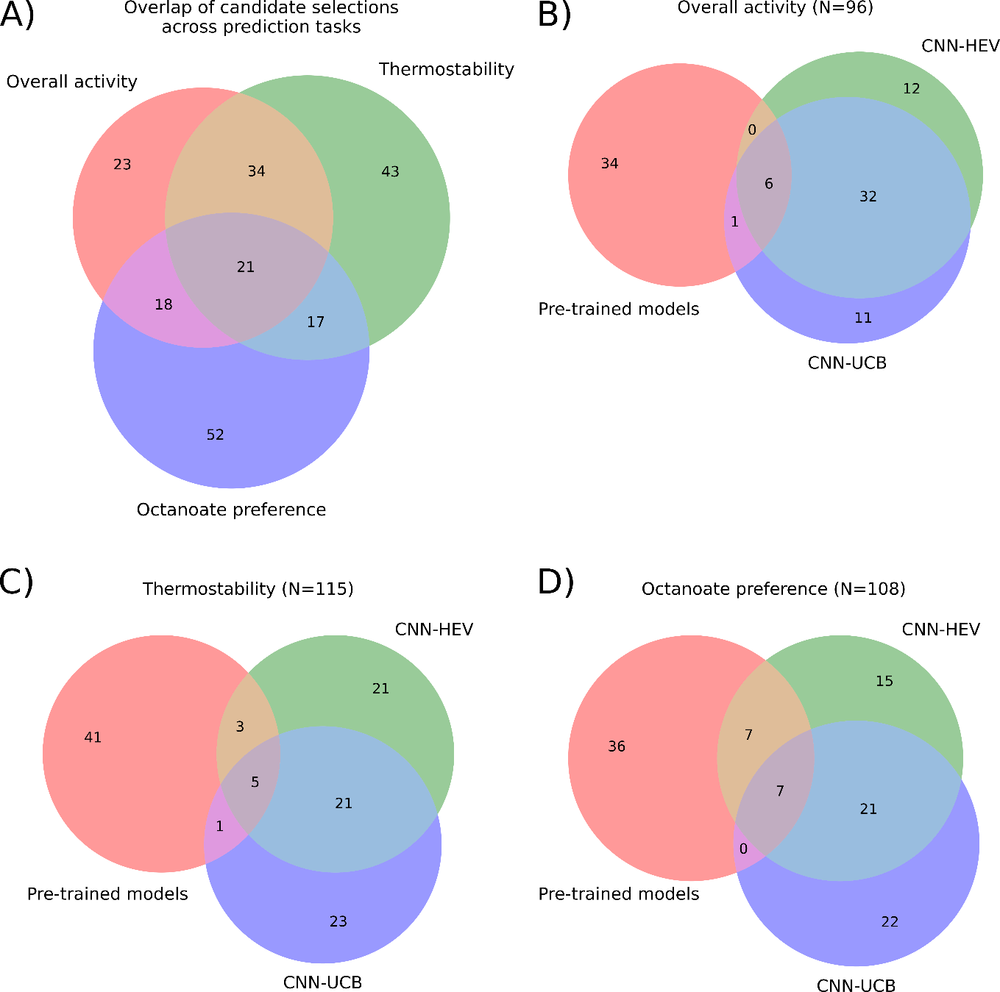 A)
Overlap of candidate selections
across prediction tasks
Overall activity
Thermostability
23
34
43
21
18
17
52
Octanoate preference
B)
Overall activity (N=96)
CNN-HEV
12
0
34
6
32
1
Pre-trained models
11
CNN-UCB
C)
Thermostability (N=115)
CNN-HEV
21
3
41
5
21
1
Pre-trained models
23
CNN-UCB
D)
Octanoate preference (N=108)
CNN-HEV
15
7
36
7
21
0
Pre-trained models
22
CNN-UCB